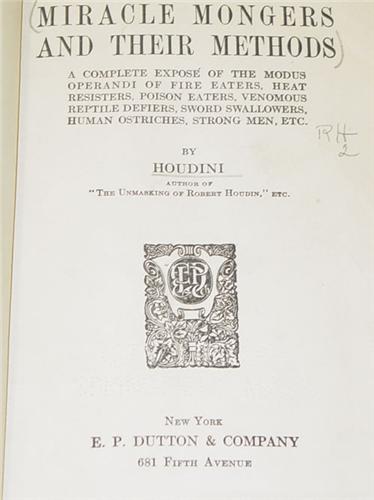 MIRACLE MONGERS
AND THEIR METHODS
A COMPLETE EXPOSÉ OF THE MODUS
OPERANDI OF FIRE EATERS, HEAT
RESISTERS, POISON EATERS, VENOMOUS
REPTILE DEFIERS, SWORD SWALLOWERS,
HUMAN OSTRICHES, STRONG MEN, ETC.
RH
2
BY
HOUDINI
AUTHOR OF
"THE UNMASKING OF ROBERT HOUDIN," ETC.
NEW YORK
E. P. DUTTON & COMPANY
681 FIFTH AVENUE